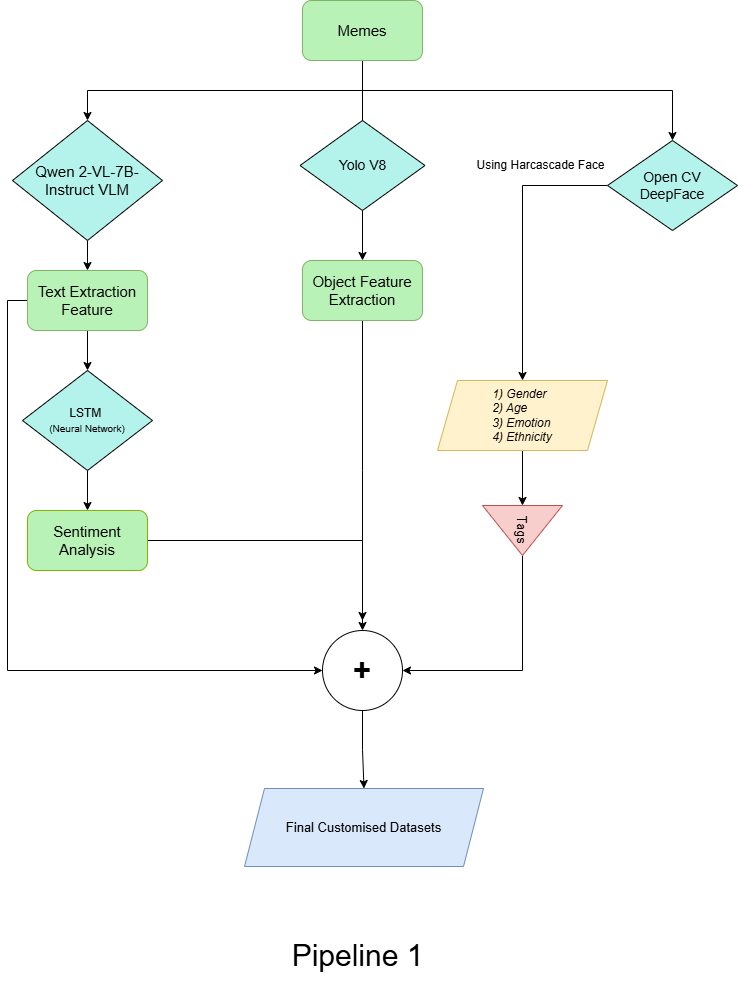 Memes
Qwen 2-VL-7B-
Instruct VLM
Yolo V8
Using Harcascade Face
Open CV
DeepFace
Text Extraction
Feature
Object Feature
Extraction
LSTM
(Neural Network)
1) Gender
2) Age
3) Emotion
4) Ethnicity
Sentiment
Analysis
Tags
+
Final Customised Datasets
Pipeline 1